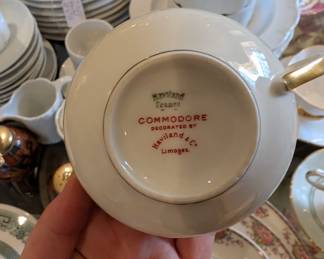 Haviland
France
COMMODORE
DECORATED BY
Haviland & Co
Limoges